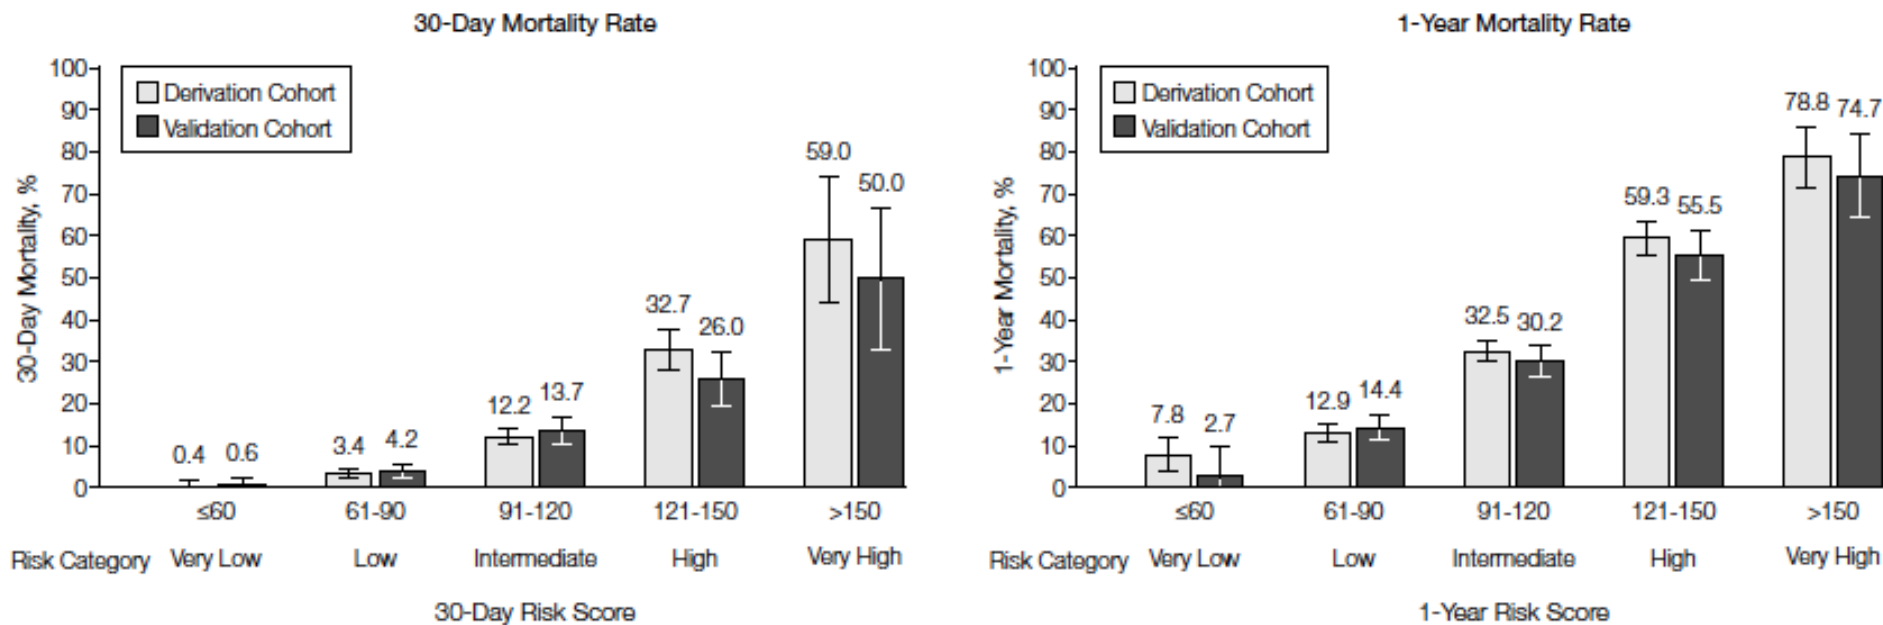 30-Day Mortality Rate
100
90
80
70
60
50
40
30
20
10
0
30-Day Mortality, %
Derivation Cohort
Validation Cohort
0.4 0.6
3.4 4.2
12.2 13.7
32.7 26.0
59.0 50.0
≤60 61-90 91-120 121-150 >150
Risk Category Very Low Low Intermediate High Very High
30-Day Risk Score
1-Year Mortality Rate
100
90
80
70
60
50
40
30
20
10
0
1-Year Mortality, %
Derivation Cohort
Validation Cohort
7.8 2.7
12.9 14.4
32.5 30.2
59.3 55.5
78.8 74.7
≤60 61-90 91-120 121-150 >150
Risk Category Very Low Low Intermediate High Very High
1-Year Risk Score